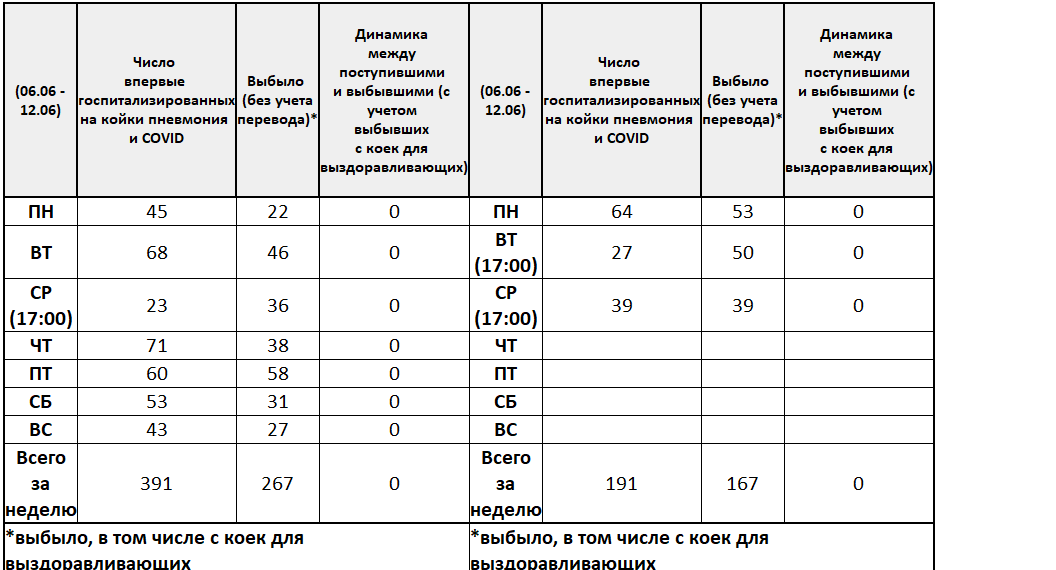 (06.06 -
12.06)
Число
впервые
госпитализированных
на койки пневмония
и COVID
Выбыло
(без учета
перевода)*
Динамика
между
поступившими
и выбывшими (с
учетом
выбывших
с коек для
выздоравливающих)
(06.06 -
12.06)
Число
впервые
госпитализированных
на койки пневмония
и COVID
Выбыло
(без учета
перевода)*
Динамика
между
поступившими
и выбывшими (с
учетом
выбывших
с коек для
выздоравливающих)
ПН 45 22 0 ПН 64 53 0
ВТ 68 46 0 ВТ
(17:00) 27 50 0
СР
(17:00) 23 36 0 СР
(17:00) 39 39 0
ЧТ 71 38 0 ЧТ
ПТ 60 58 0 ПТ
СБ 53 31 0 СБ
ВС 43 27 0 ВС
Всего
за
неделю 391 267 0 Всего
за
неделю 191 167 0
*выбыло, в том числе с коек для
выздоравливающих
*выбыло, в том числе с коек для
выздоравливающих